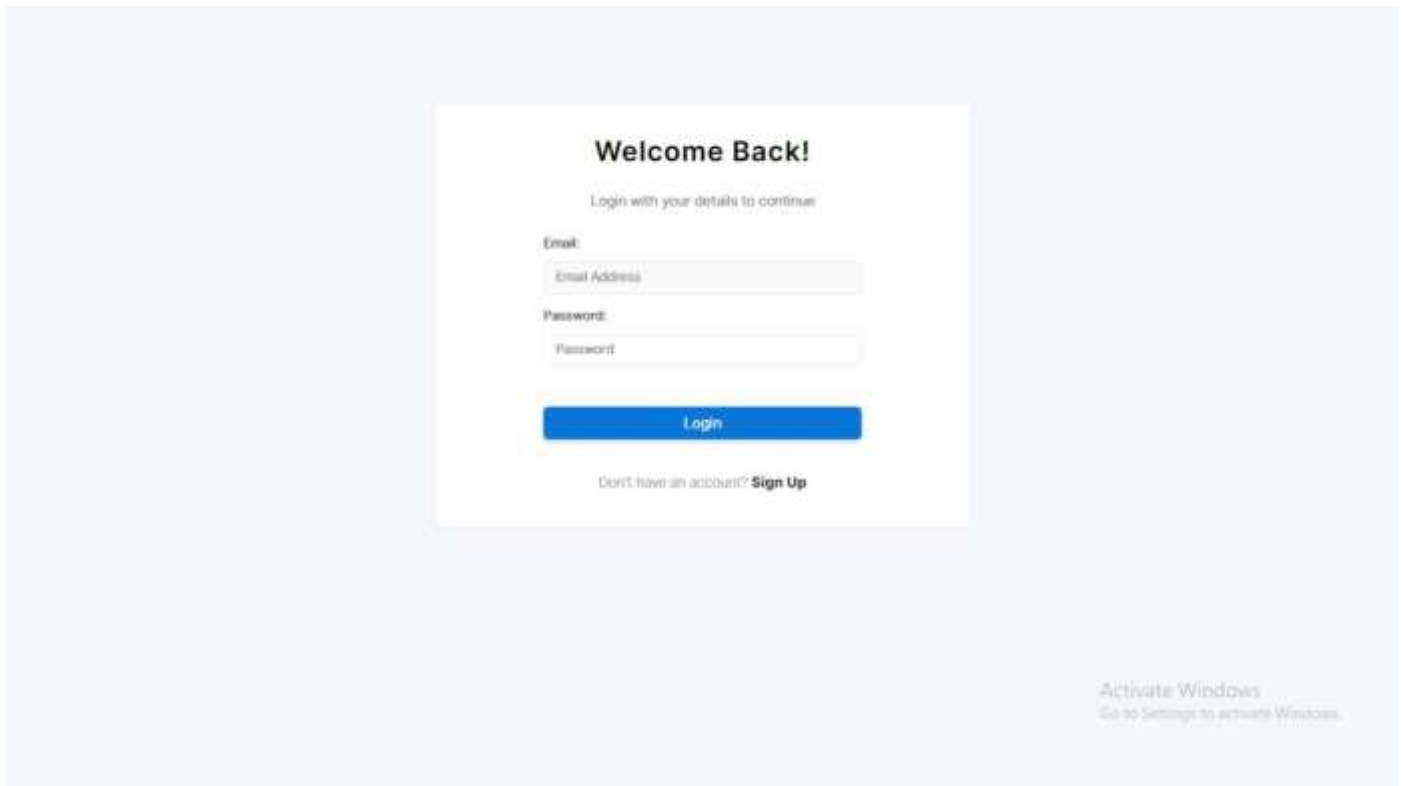 Welcome Back!
Login with your details to continue
Email:
Email Address
Password:
Password
Login
Don't have an account? Sign Up
Activate Windows
Go to Settings to activate Windows.